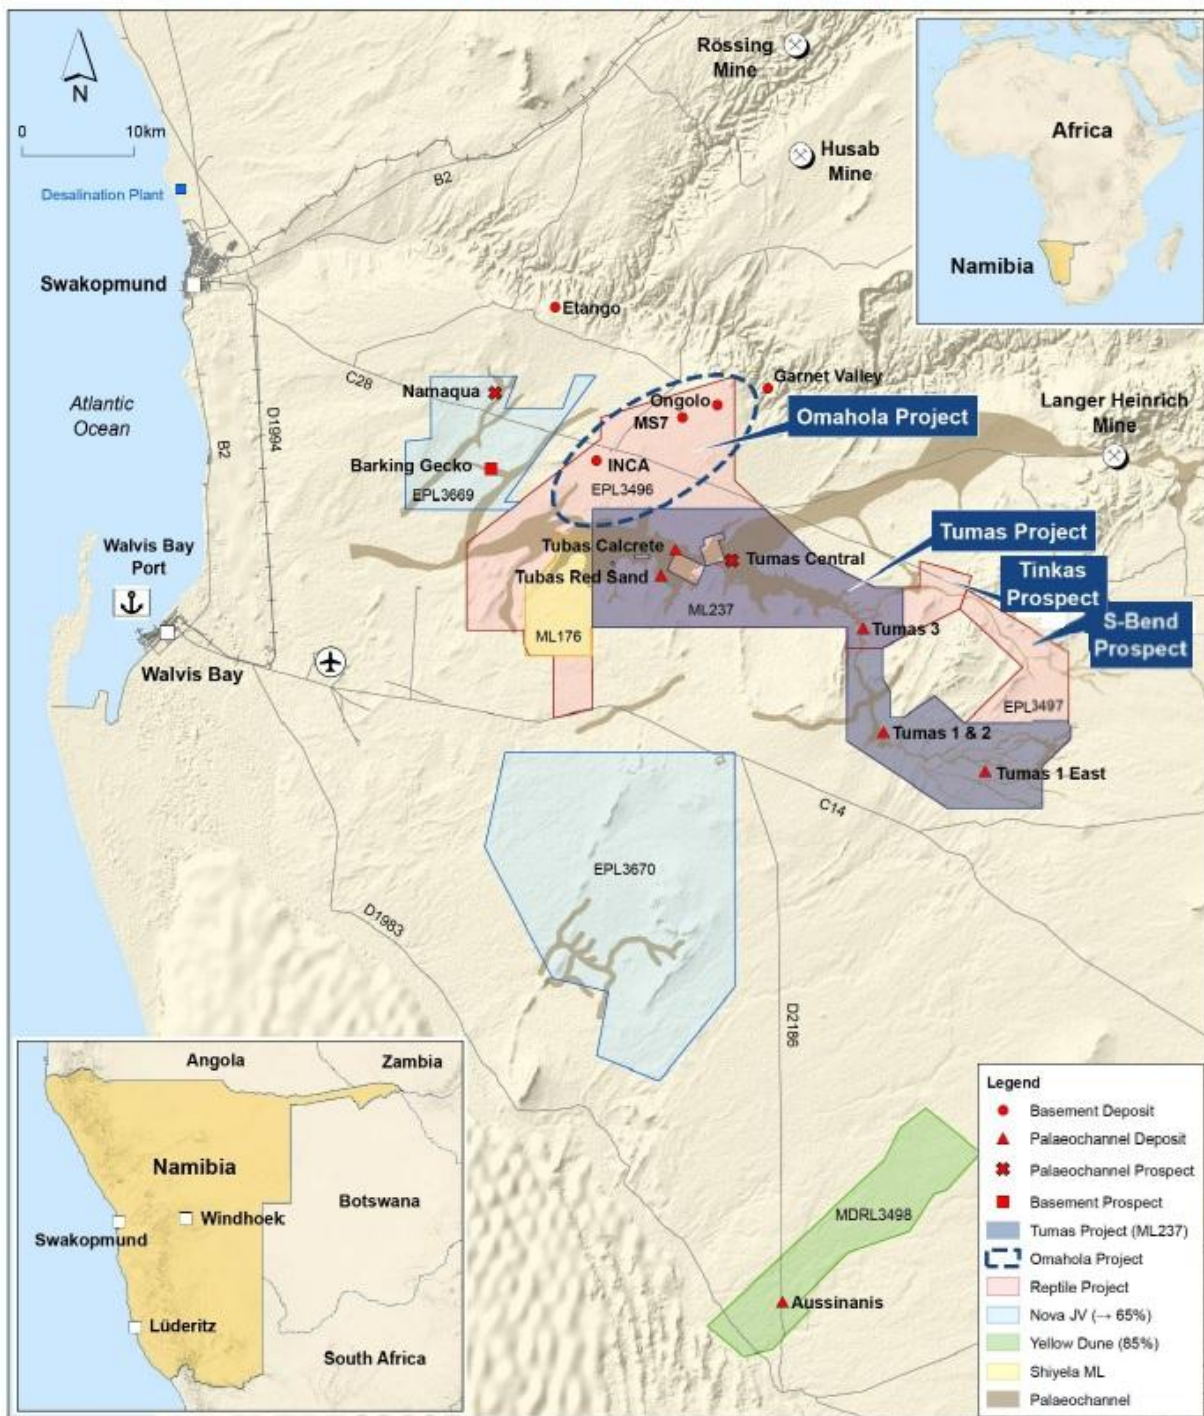 N
0
10km
Desalination Plant
Swakopmund
Atlantic
Ocean
B2
D1994
B2
C28
Rössing
Mine
Husab
Mine
Africa
Namibia
Etango
Namaqua
Barking Gecko
EPL3669
Garnet Valley
Ongolo
MS7
INCA
EPL3496
Omahola Project
Langer Heinrich
Mine
Walvis Bay
Port
Walvis Bay
Tubas Calcrete
Tubas Red Sand
Tumas Central
ML237
ML176
Tumas Project
Tinkas
Prospect
S-Bend
Prospect
Tumas 3
EPL3497
Tumas 1 & 2
Tumas 1 East
C14
EPL3670
D1983
D2186
MDRL3498
Aussinanis
Angola
Zambia
Namibia
Botswana
Windhoek
Swakopmund
Lüderitz
South Africa
Legend
Basement Deposit
Palaeochannel Deposit
Palaeochannel Prospect
Basement Prospect
Tumas Project (ML237)
Omahola Project
Reptile Project
Nova JV (→ 65%)
Yellow Dune (85%)
Shiyela ML
Palaeochannel